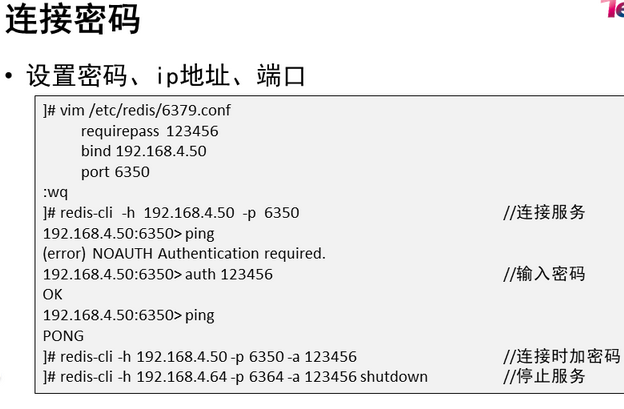 连接密码
• 设置密码、ip地址、端口
]# vim /etc/redis/6379.conf
requirepass 123456
bind 192.168.4.50
port 6350
:wq
]# redis-cli -h 192.168.4.50 -p 6350 //连接服务
192.168.4.50:6350> ping
(error) NOAUTH Authentication required.
192.168.4.50:6350> auth 123456 //输入密码
OK
192.168.4.50:6350> ping
PONG
]# redis-cli -h 192.168.4.50 -p 6350 -a 123456 //连接时加密码
]# redis-cli -h 192.168.4.64 -p 6364 -a 123456 shutdown //停止服务